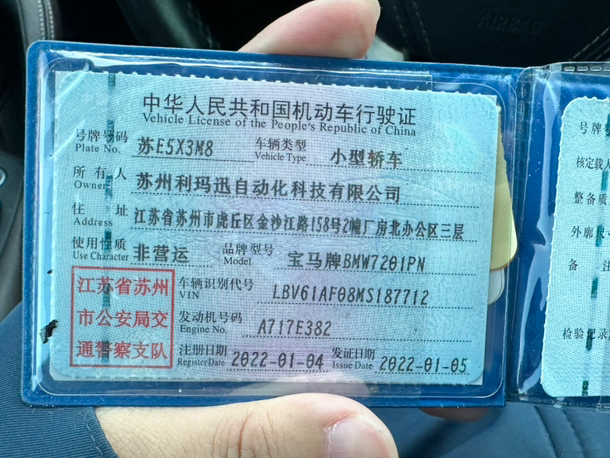 AIRBAG
中华人民共和国机动车行驶证
Vehicle License of the People's Republic of China
号牌号码 苏E5X3M8 车辆类型 小型轿车
Plate No. Vehicle Type
所有人 苏州利玛迅自动化科技有限公司
Owner
住址 江苏省苏州市虎丘区金沙江路158号2幢厂房北办公区三层
Address
使用性质 非营运 品牌型号 宝马牌BMW7201PN
Use Character Model
江苏省苏州
市公安局交
通警察支队
车辆识别代号 LBV61AF08MS187712
VIN
发动机号码 A717E382
Engine No.
注册日期 2022-01-04 发证日期 2022-01-05
Register Date Issue Date
号牌
核定载人
整备质
外廓尺
备注
检验记录